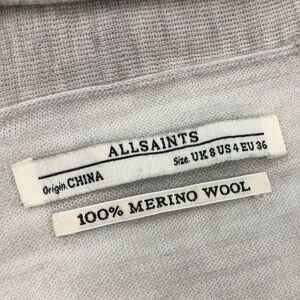 ALLSAINTS
Origin. CHINA Size. UK 8 US 4 EU 36
100% MERINO WOOL